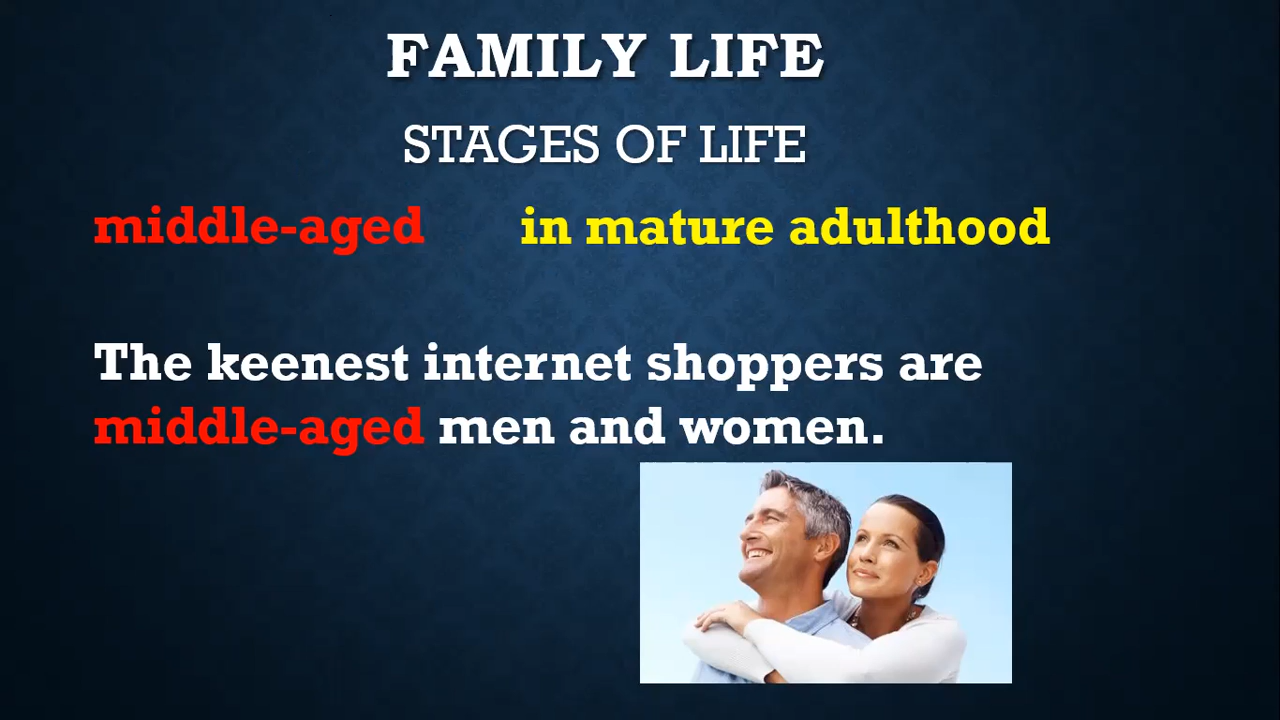 FAMILY LIFE
STAGES OF LIFE
middle-aged in mature adulthood
The keenest internet shoppers are
middle-aged men and women.